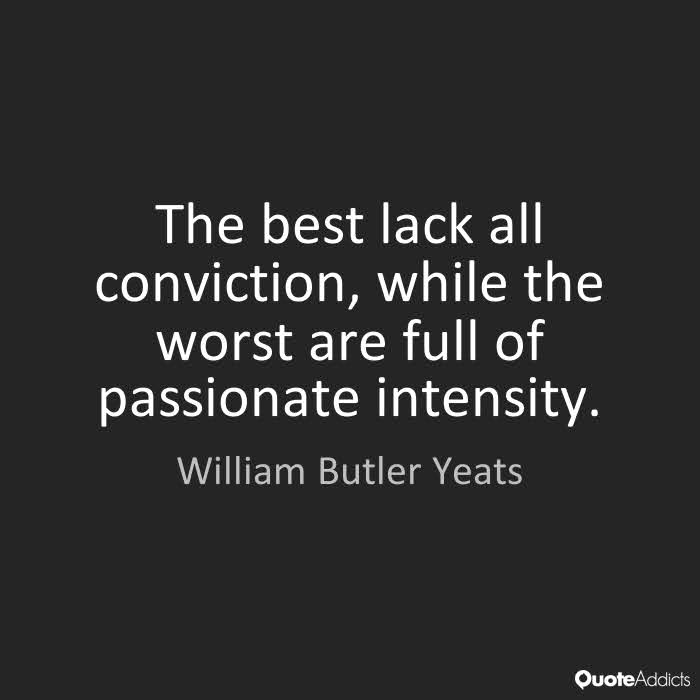 The best lack all
conviction, while the
worst are full of
passionate intensity.
William Butler Yeats
QuoteAddicts